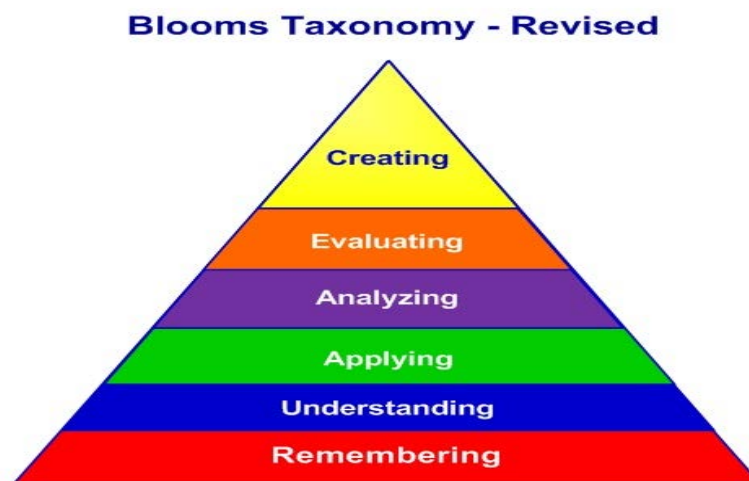 Blooms Taxonomy - Revised
Creating
Evaluating
Analyzing
Applying
Understanding
Remembering